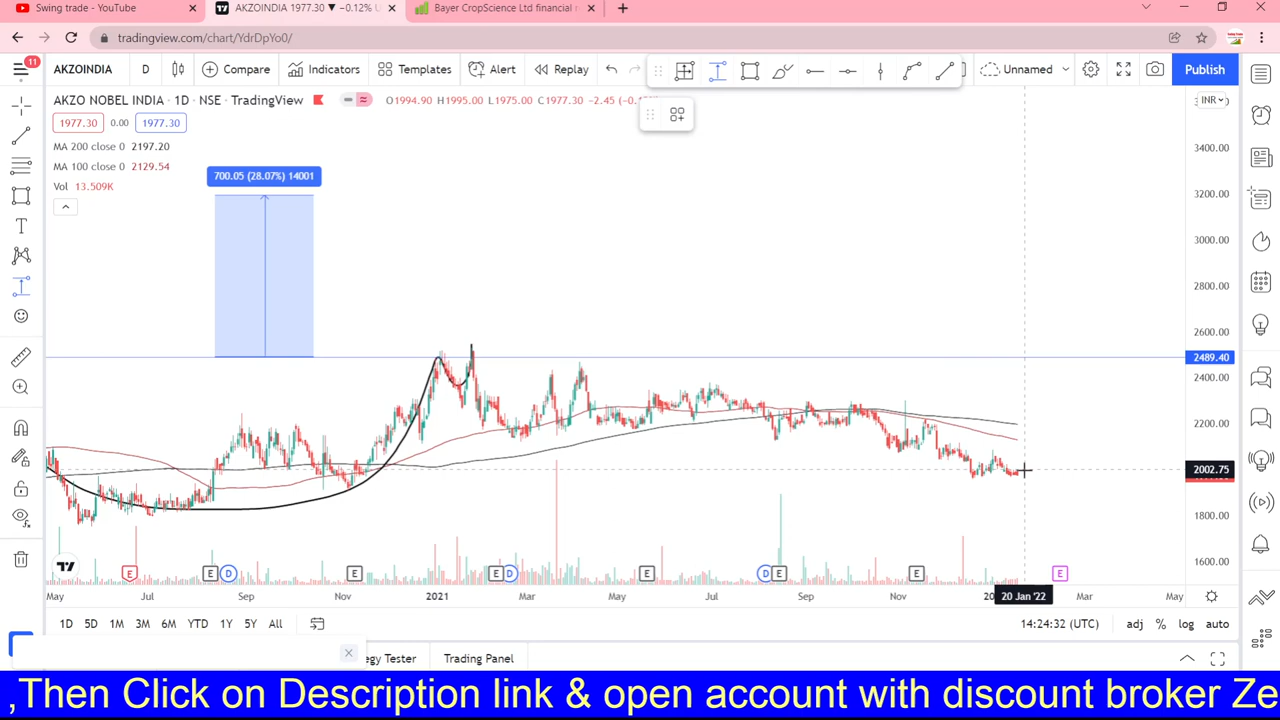 Swing trade - YouTube
AKZOINDIA 1977.30 ▼ −0.12%
Bayer CropScience Ltd financial
tradingview.com/chart/YdrDpYo0/
11
AKZOINDIA
D
Compare
Indicators
Templates
Alert
Replay
Unnamed
Publish
AKZO NOBEL INDIA · 1D · NSE · TradingView
O1994.90 H1995.00 L1975.00 C1977.30 −2.45
INR
1977.30
0.00
1977.30
MA 200 close 0 2197.20
MA 100 close 0 2129.54
Vol 13.509K
700.05 (28.07%) 14001
3400.00
3200.00
3000.00
2800.00
2600.00
2489.40
2400.00
2200.00
2002.75
1800.00
1600.00
E
E
D
E
E
D
E
D
E
E
E
May
Jul
Sep
Nov
2021
Mar
May
Jul
Sep
Nov
20 Jan '22
Mar
May
1D
5D
1M
3M
6M
YTD
1Y
5Y
All
14:24:32 (UTC)
adj
%
log
auto
Tester
Trading Panel
,Then Click on Description link & open account with discount broker Ze